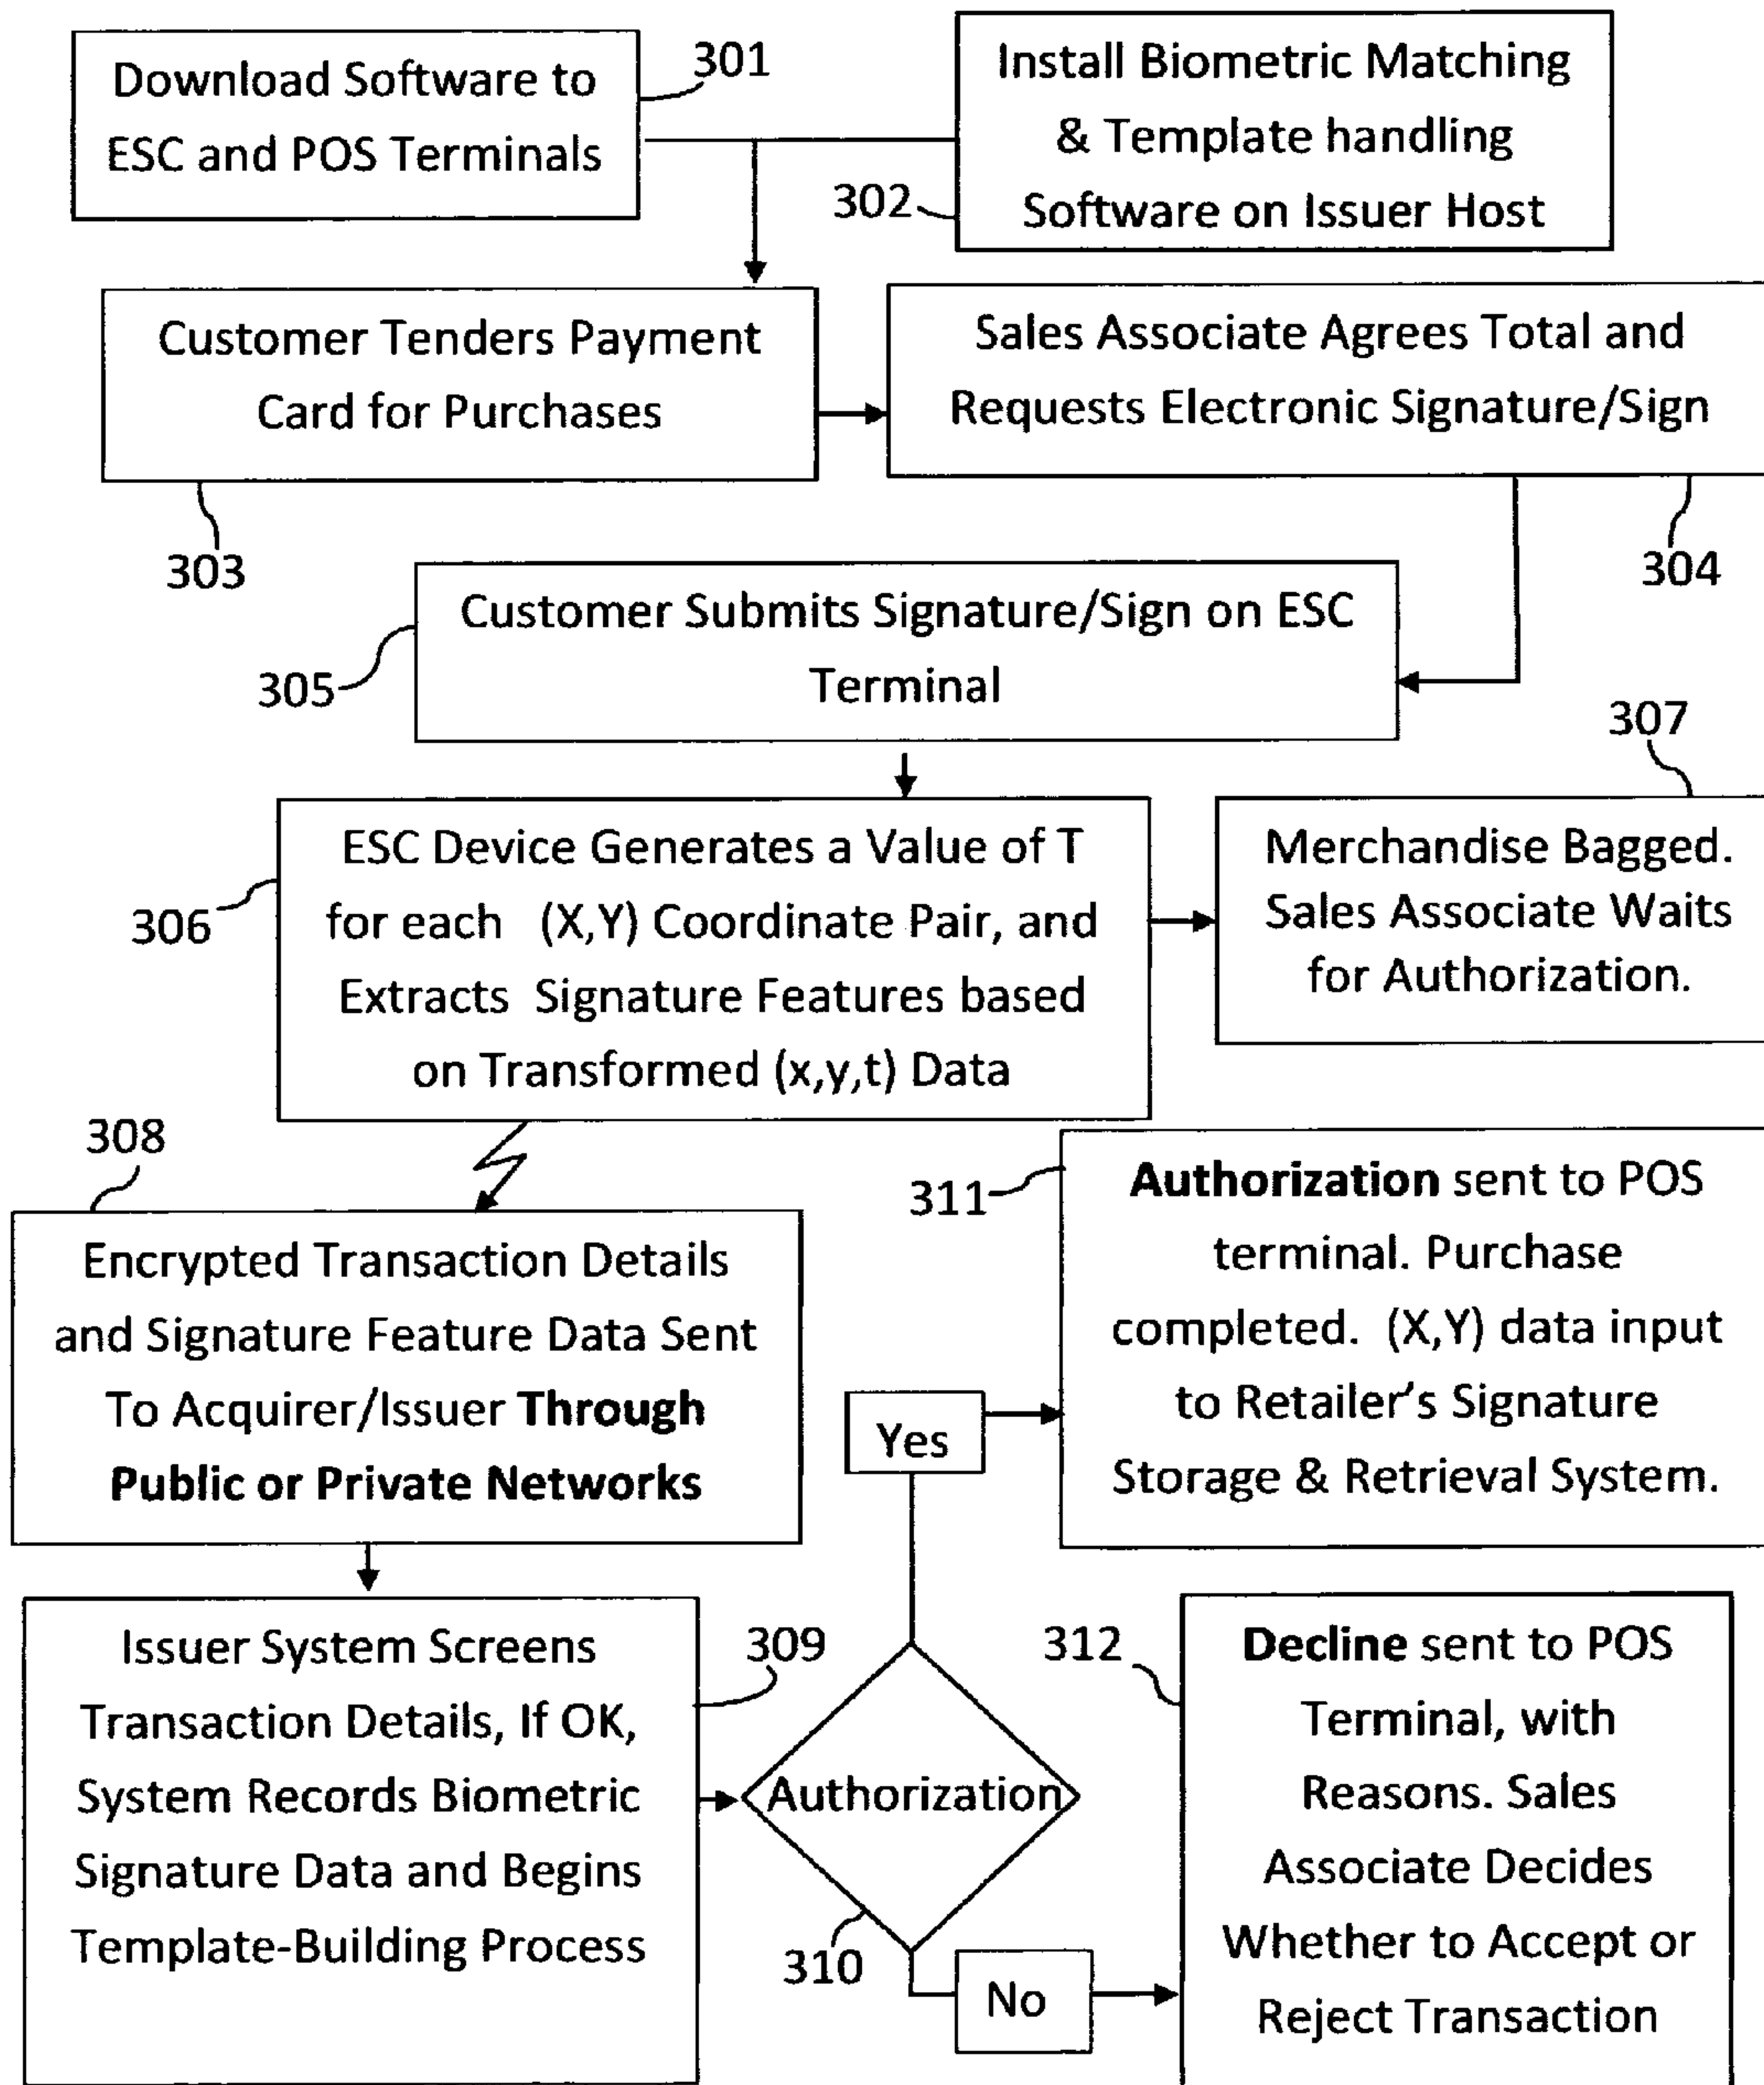 Download Software to
ESC and POS Terminals
301
Install Biometric Matching
& Template handling
Software on Issuer Host
302
Customer Tenders Payment
Card for Purchases
303
Sales Associate Agrees Total and
Requests Electronic Signature/Sign
304
Customer Submits Signature/Sign on ESC
Terminal
305
ESC Device Generates a Value of T
for each (X,Y) Coordinate Pair, and
Extracts Signature Features based
on Transformed (x,y,t) Data
306
307
Merchandise Bagged.
Sales Associate Waits
for Authorization.
308
Encrypted Transaction Details
and Signature Feature Data Sent
To Acquirer/Issuer Through
Public or Private Networks
Issuer System Screens
Transaction Details, If OK,
System Records Biometric
Signature Data and Begins
Template-Building Process
309
Authorization
310
Yes
311
Authorization sent to POS
terminal. Purchase
completed. (X,Y) data input
to Retailer's Signature
Storage & Retrieval System.
No
312
Decline sent to POS
Terminal, with
Reasons. Sales
Associate Decides
Whether to Accept or
Reject Transaction